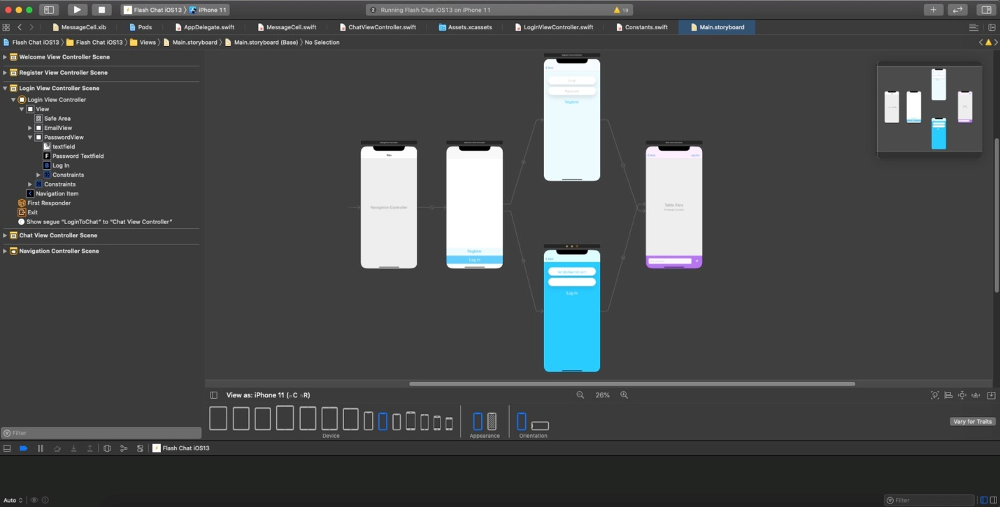 Flash Chat iOS13 〉 iPhone 11
2 Running Flash Chat iOS13 on iPhone 11 19
MessageCell.xib Pods AppDelegate.swift MessageCell.swift ChatViewController.swift Assets.xcassets LoginViewController.swift Constants.swift Main.storyboard
Flash Chat iOS13 〉 Flash Chat iOS13 〉 Views 〉 Main.storyboard 〉 Main.storyboard (Base) 〉 No Selection
Welcome View Controller Scene
Register View Controller Scene
Login View Controller Scene
Login View Controller
View
Safe Area
EmailView
PasswordView
textfield
F Password Textfield
B Log In
Constraints
Constraints
Navigation Item
First Responder
Exit
Show segue “LoginToChat” to “Chat View Controller”
Chat View Controller Scene
Navigation Controller Scene
Filter
Navigation Controller
Register
Log In
Register
Log In
Table View
View as: iPhone 11 (wC hR)
26%
Device
Appearance
Orientation
Vary for Traits
Flash Chat iOS13
Auto
Filter